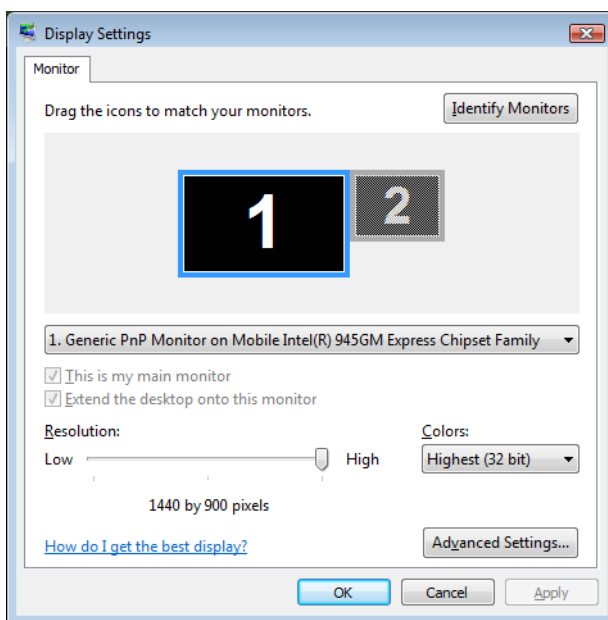 Display Settings
Monitor
Drag the icons to match your monitors.
Identify Monitors
1
2
1. Generic PnP Monitor on Mobile Intel(R) 945GM Express Chipset Family
This is my main monitor
Extend the desktop onto this monitor
Resolution:
Colors:
Low
High
Highest (32 bit)
1440 by 900 pixels
How do I get the best display?
Advanced Settings...
OK
Cancel
Apply